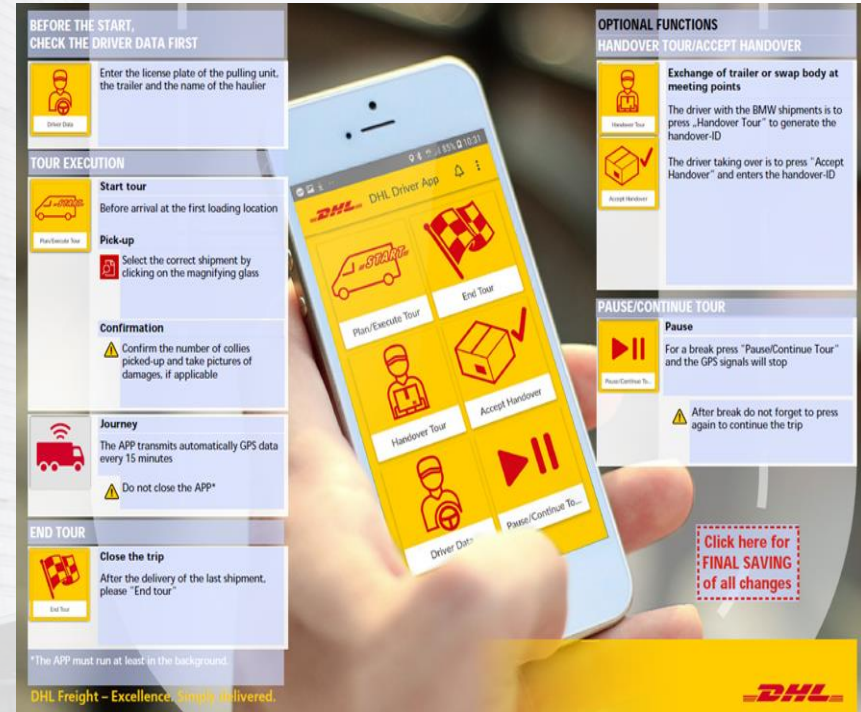 BEFORE THE START,
CHECK THE DRIVER DATA FIRST
Driver Data
Enter the license plate of the pulling unit,
the trailer and the name of the haulier
TOUR EXECUTION
START
Plan/Execute Tour
Start tour
Before arrival at the first loading location
Pick-up
Select the correct shipment by
clicking on the magnifying glass
Confirmation
Confirm the number of collies
picked-up and take pictures of
damages, if applicable
Journey
The APP transmits automatically GPS data
every 15 minutes
Do not close the APP*
END TOUR
End Tour
Close the trip
After the delivery of the last shipment,
please "End tour"
*The APP must run at least in the background.
DHL Freight – Excellence. Simply delivered.
85% 10:31
DHL DHL Driver App
START
Plan/Execute Tour
End Tour
Handover Tour
Accept Handover
Driver Data
Pause/Continue To...
OPTIONAL FUNCTIONS
HANDOVER TOUR/ACCEPT HANDOVER
Handover Tour
Exchange of trailer or swap body at
meeting points
The driver with the BMW shipments is to
press „Handover Tour" to generate the
handover-ID
Accept Handover
The driver taking over is to press "Accept
Handover" and enters the handover-ID
PAUSE/CONTINUE TOUR
Pause/Continue To..
Pause
For a break press "Pause/Continue Tour"
and the GPS signals will stop
After break do not forget to press
again to continue the trip
Click here for
FINAL SAVING
of all changes
DHL